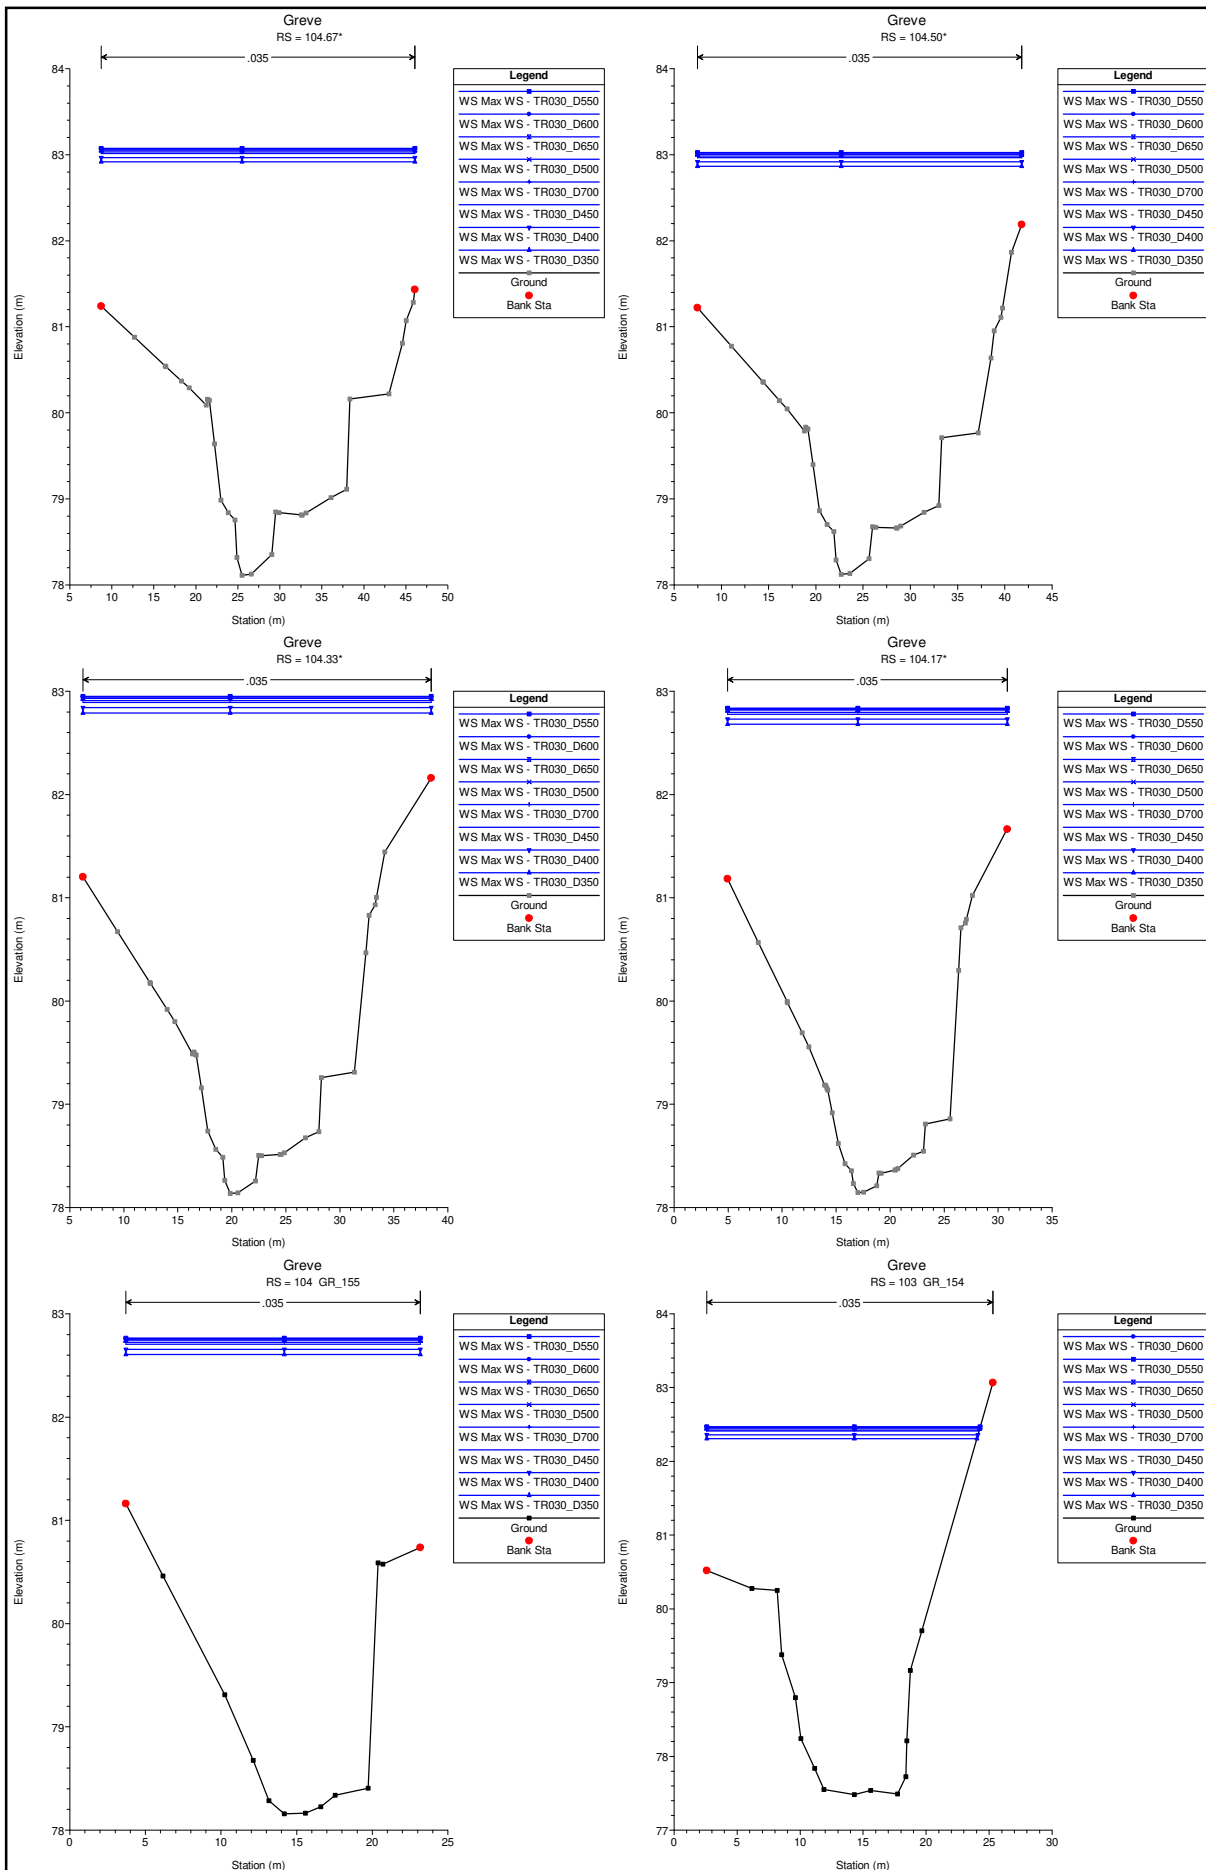 Greve
RS = 104.67*
.035
84
83
82
81
80
79
78
Elevation (m)
5 10 15 20 25 30 35 40 45 50
Station (m)
Legend
WS Max WS - TR030_D550
WS Max WS - TR030_D600
WS Max WS - TR030_D650
WS Max WS - TR030_D500
WS Max WS - TR030_D700
WS Max WS - TR030_D450
WS Max WS - TR030_D400
WS Max WS - TR030_D350
Ground
Bank Sta
Greve
RS = 104.50*
.035
84
83
82
81
80
79
78
Elevation (m)
5 10 15 20 25 30 35 40 45
Station (m)
Legend
WS Max WS - TR030_D550
WS Max WS - TR030_D600
WS Max WS - TR030_D650
WS Max WS - TR030_D500
WS Max WS - TR030_D700
WS Max WS - TR030_D450
WS Max WS - TR030_D400
WS Max WS - TR030_D350
Ground
Bank Sta
Greve
RS = 104.33*
.035
83
82
81
80
79
78
Elevation (m)
5 10 15 20 25 30 35 40
Station (m)
Legend
WS Max WS - TR030_D550
WS Max WS - TR030_D600
WS Max WS - TR030_D650
WS Max WS - TR030_D500
WS Max WS - TR030_D700
WS Max WS - TR030_D450
WS Max WS - TR030_D400
WS Max WS - TR030_D350
Ground
Bank Sta
Greve
RS = 104.17*
.035
83
82
81
80
79
78
Elevation (m)
0 5 10 15 20 25 30 35
Station (m)
Legend
WS Max WS - TR030_D550
WS Max WS - TR030_D600
WS Max WS - TR030_D650
WS Max WS - TR030_D500
WS Max WS - TR030_D700
WS Max WS - TR030_D450
WS Max WS - TR030_D400
WS Max WS - TR030_D350
Ground
Bank Sta
Greve
RS = 104 GR_155
.035
83
82
81
80
79
78
Elevation (m)
0 5 10 15 20 25
Station (m)
Legend
WS Max WS - TR030_D550
WS Max WS - TR030_D600
WS Max WS - TR030_D650
WS Max WS - TR030_D500
WS Max WS - TR030_D700
WS Max WS - TR030_D450
WS Max WS - TR030_D400
WS Max WS - TR030_D350
Ground
Bank Sta
Greve
RS = 103 GR_154
.035
84
83
82
81
80
79
78
77
Elevation (m)
0 5 10 15 20 25 30
Station (m)
Legend
WS Max WS - TR030_D600
WS Max WS - TR030_D550
WS Max WS - TR030_D650
WS Max WS - TR030_D500
WS Max WS - TR030_D700
WS Max WS - TR030_D450
WS Max WS - TR030_D400
WS Max WS - TR030_D350
Ground
Bank Sta